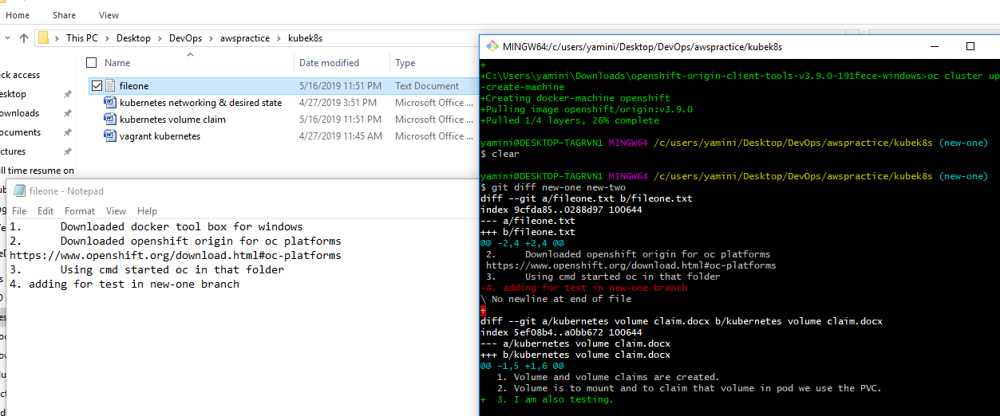 Home Share View
This PC Desktop DevOps awspractice kubek8s
Name Date modified Type
fileone 5/16/2019 11:51 PM Text Document
kubernetes networking & desired state 4/27/2019 3:51 PM Microsoft Office ...
kubernetes volume claim 5/16/2019 11:51 PM Microsoft Office ...
vagrant kubernetes 4/27/2019 11:45 AM Microsoft Office ...
fileone - Notepad
File Edit Format View Help
1. Downloaded docker tool box for windows
2. Downloaded openshift origin for oc platforms
https://www.openshift.org/download.html#oc-platforms
3. Using cmd started oc in that folder
4. adding for test in new-one branch
MINGW64:/c/users/yamini/Desktop/DevOps/awspractice/kubek8s
+
+C:\Users\yamini\Downloads\openshift-origin-client-tools-v3.9.0-191fece-windows>oc cluster up
-create-machine
+Creating docker-machine openshift
+Pulling image openshift/origin:v3.9.0
+Pulled 1/4 layers, 26% complete
yamini@DESKTOP-TAGRVN1 MINGW64 /c/users/yamini/Desktop/DevOps/awspractice/kubek8s (new-one)
$ clear
yamini@DESKTOP-TAGRVN1 MINGW64 /c/users/yamini/Desktop/DevOps/awspractice/kubek8s (new-one)
$ git diff new-one new-two
diff --git a/fileone.txt b/fileone.txt
index 9cfda85..0288d97 100644
--- a/fileone.txt
+++ b/fileone.txt
@@ -2,4 +2,4 @@
2. Downloaded openshift origin for oc platforms
https://www.openshift.org/download.html#oc-platforms
3. Using cmd started oc in that folder
-4. adding for test in new-one branch
\ No newline at end of file
+
diff --git a/kubernetes volume claim.docx b/kubernetes volume claim.docx
index 5ef08b4..a0bb672 100644
--- a/kubernetes volume claim.docx
+++ b/kubernetes volume claim.docx
@@ -1,5 +1,6 @@
1. Volume and volume claims are created.
2. Volume is to mount and to claim that volume in pod we use the PVC.
+ 3. I am also testing.